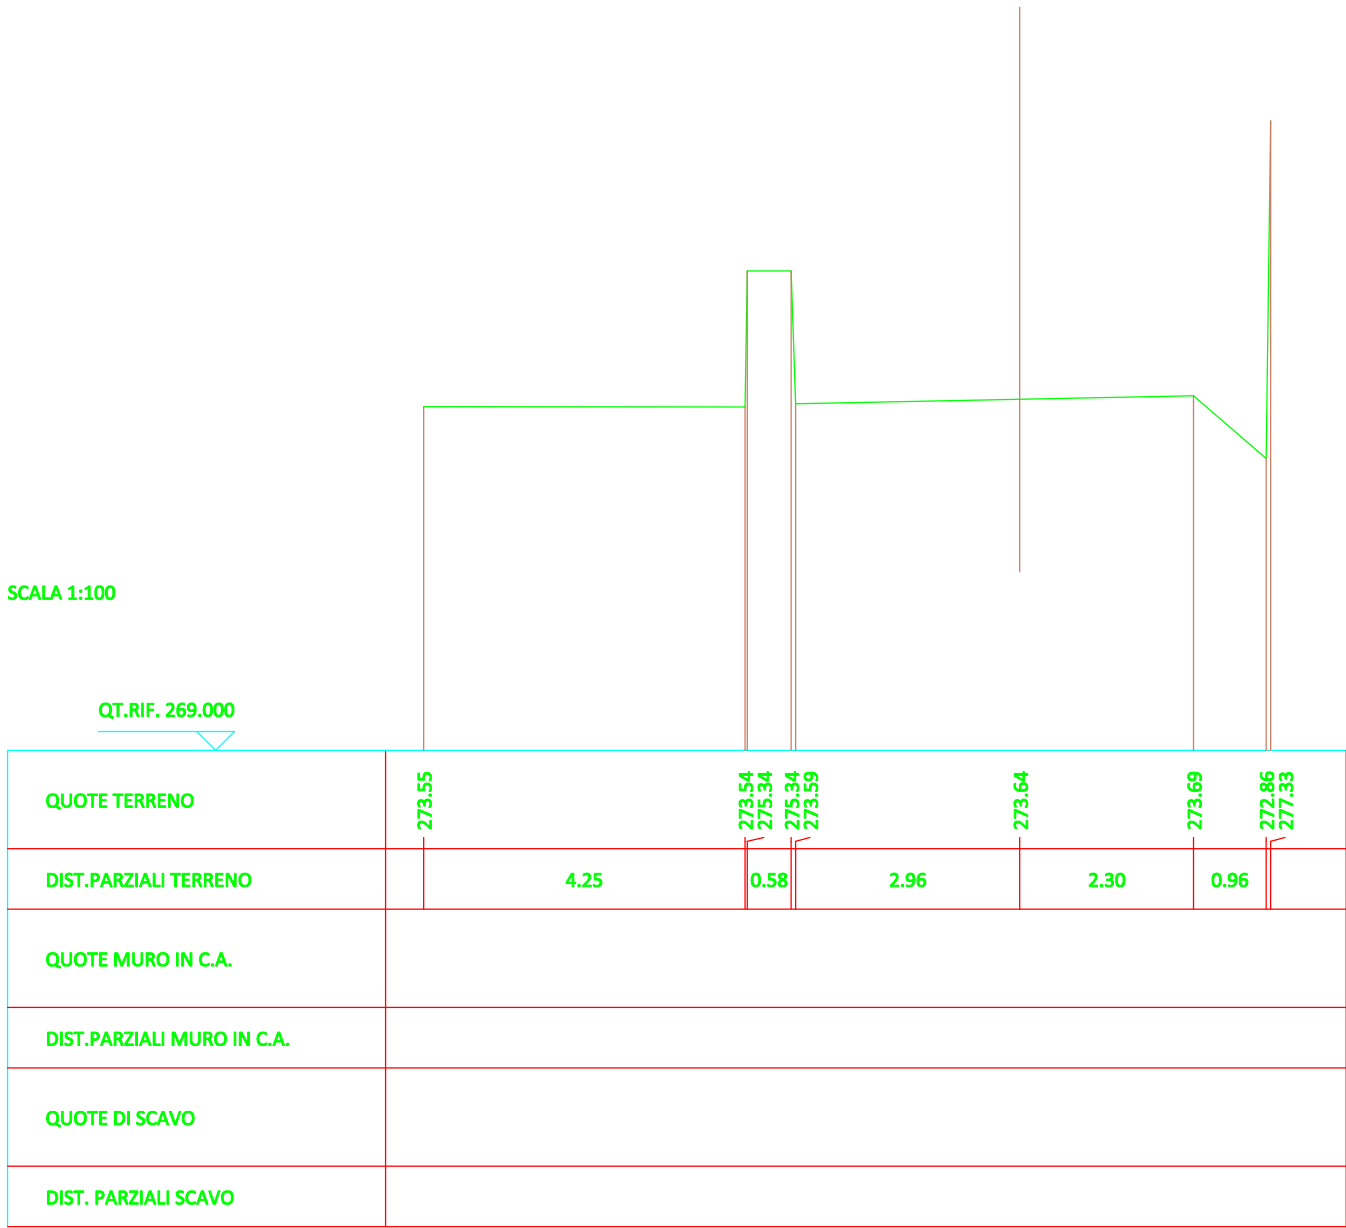 SCALA 1:100
QT.RIF. 269.000
QUOTE TERRENO
273.55
273.54
275.34
275.34
273.59
273.64
273.69
272.86
277.33
DIST.PARZIALI TERRENO
4.25
0.58
2.96
2.30
0.96
QUOTE MURO IN C.A.
DIST.PARZIALI MURO IN C.A.
QUOTE DI SCAVO
DIST. PARZIALI SCAVO